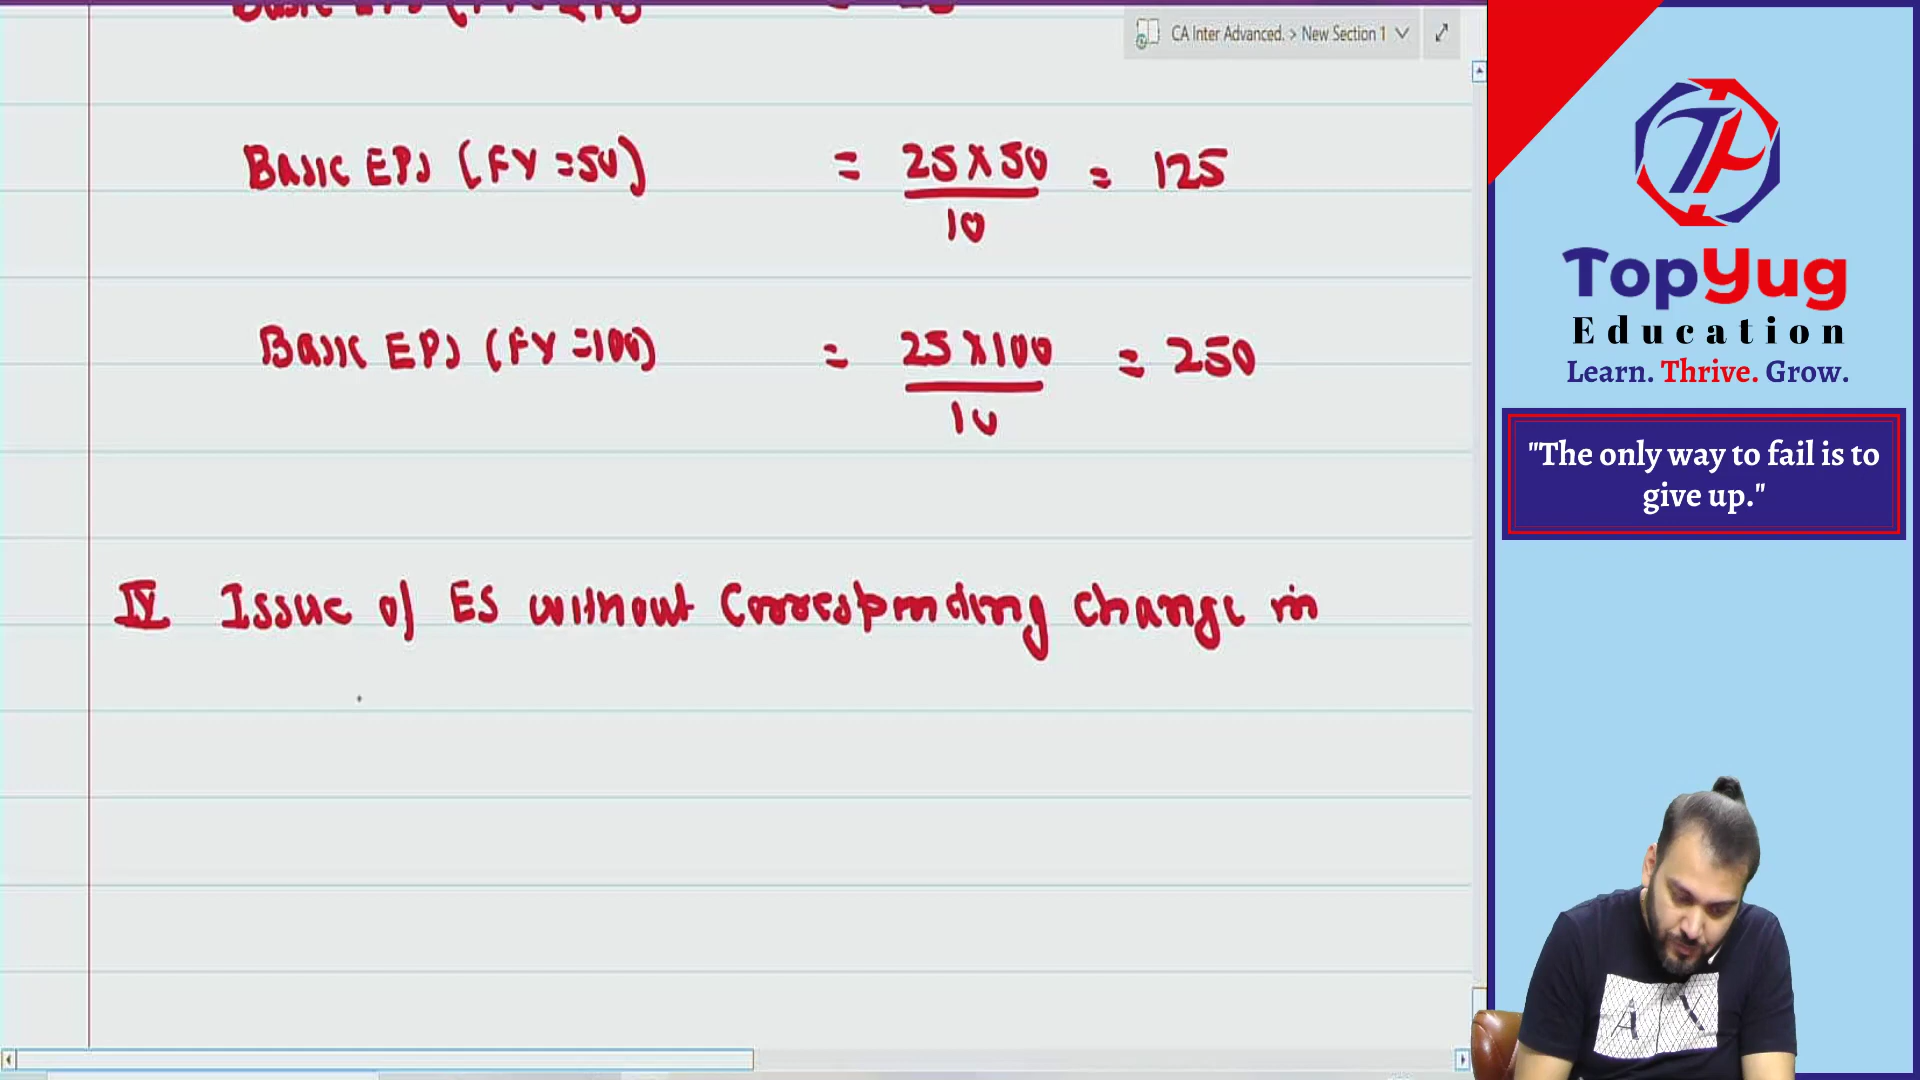 CA Inter Advanced. > New Section 1
Basic EPS (FV = 50) = 25 x 50 / 10 = 125
Basic EPS (FV = 100) = 25 x 100 / 10 = 250
IV Issue of ES without Corresponding change in
TopYug
Education
Learn. Thrive. Grow.
"The only way to fail is to
give up."
A X